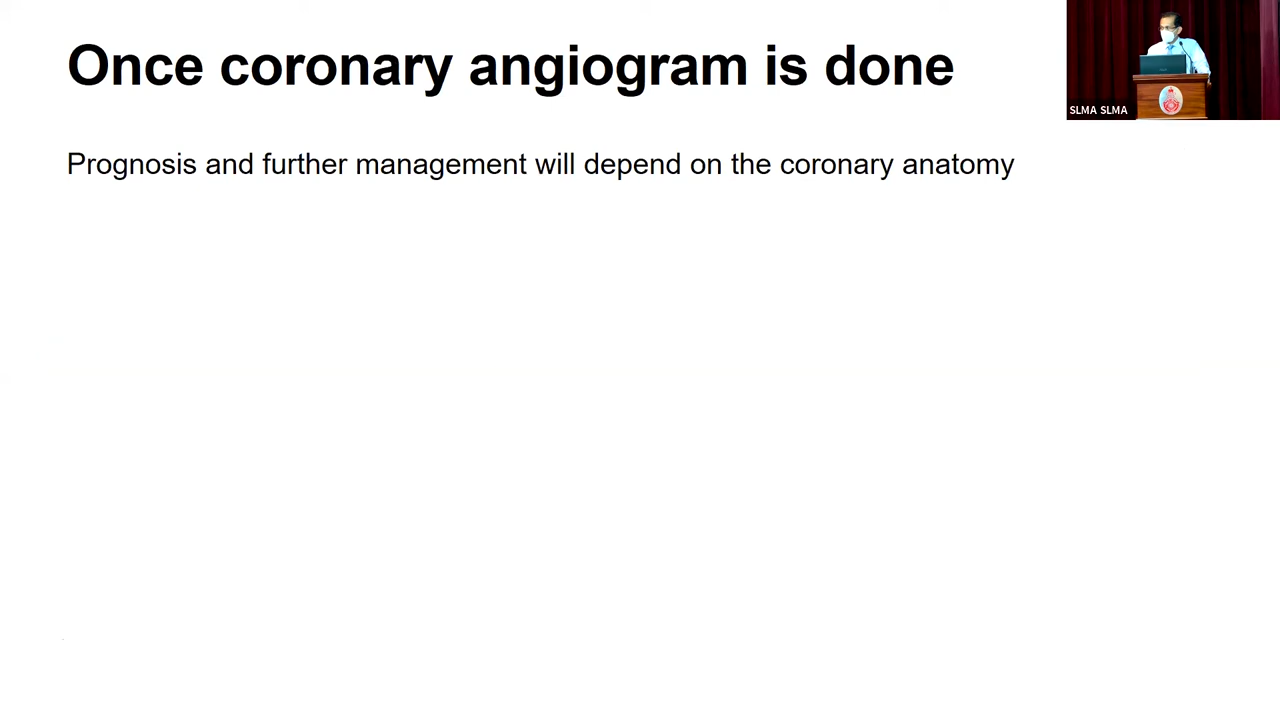 Once coronary angiogram is done
SLMA SLMA
Prognosis and further management will depend on the coronary anatomy